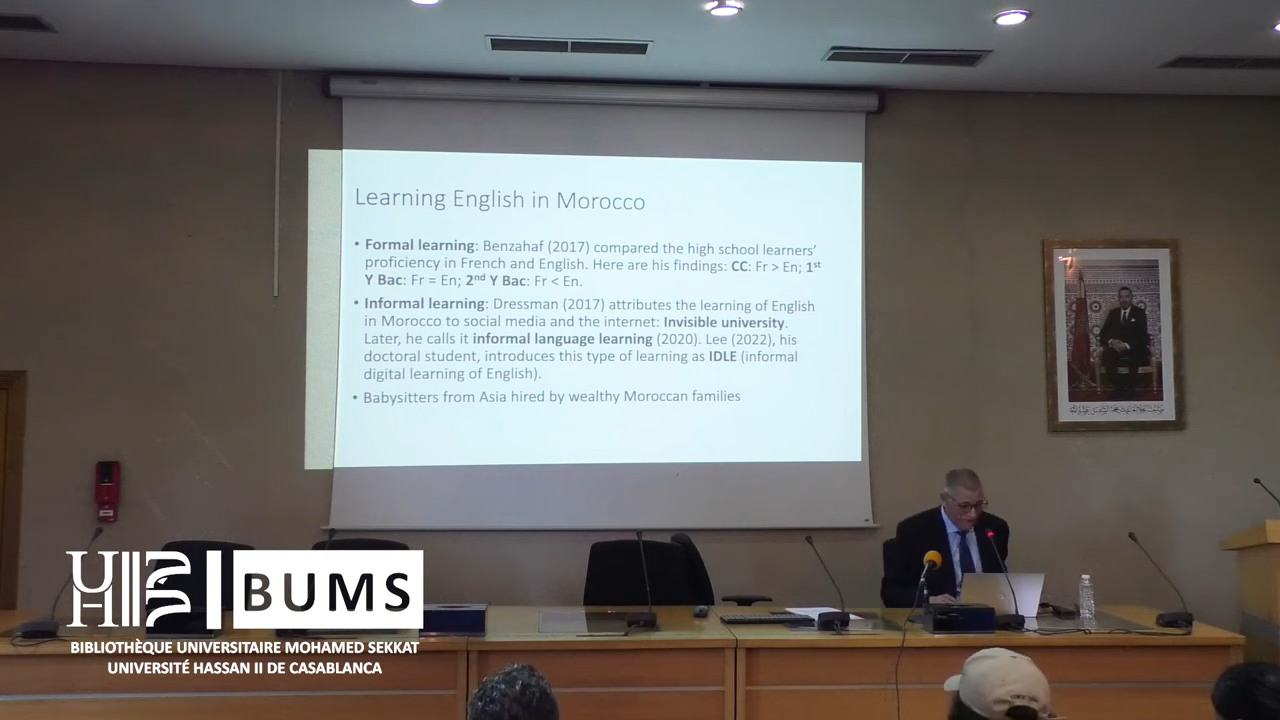 Learning English in Morocco
• Formal learning: Benzahaf (2017) compared the high school learners'
proficiency in French and English. Here are his findings: CC: Fr > En; 1st
Y Bac: Fr = En; 2nd Y Bac: Fr < En.
• Informal learning: Dressman (2017) attributes the learning of English
in Morocco to social media and the internet: Invisible university.
Later, he calls it informal language learning (2020). Lee (2022), his
doctoral student, introduces this type of learning as IDLE (informal
digital learning of English).
• Babysitters from Asia hired by wealthy Moroccan families
BUMS
BIBLIOTHÈQUE UNIVERSITAIRE MOHAMED SEKKAT
UNIVERSITÉ HASSAN II DE CASABLANCA